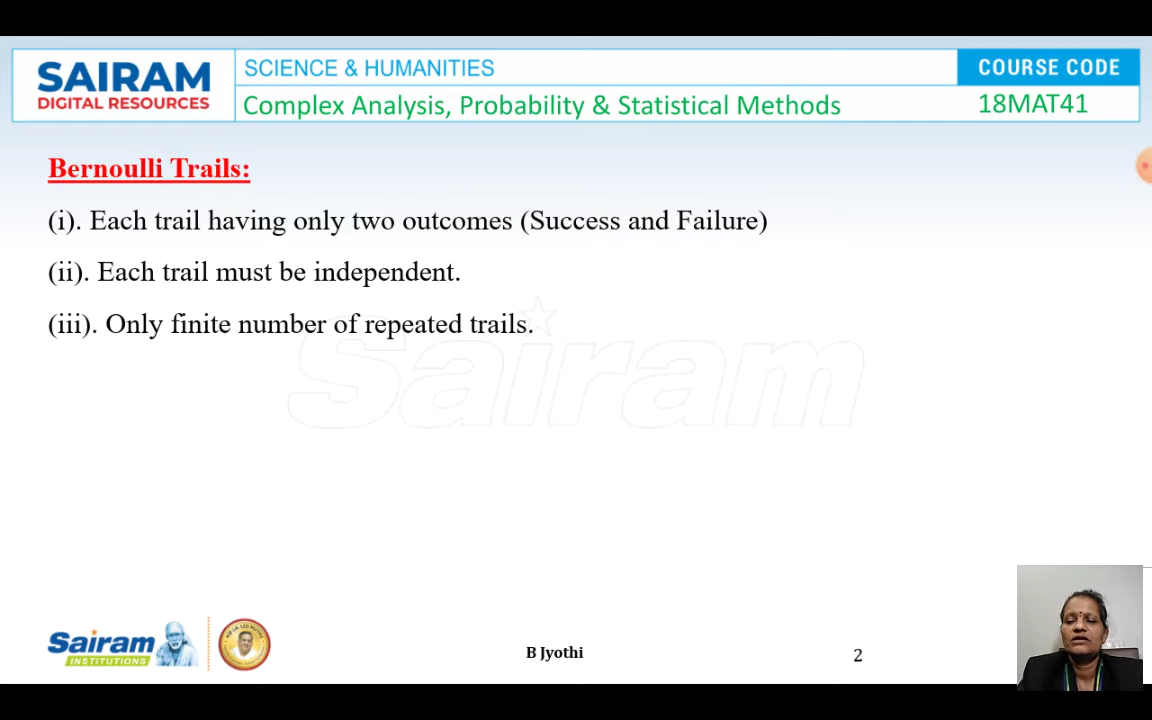 SAIRAM
DIGITAL RESOURCES
SCIENCE & HUMANITIES
COURSE CODE
Complex Analysis, Probability & Statistical Methods
18MAT41
Bernoulli Trails:
(i). Each trail having only two outcomes (Success and Failure)
(ii). Each trail must be independent.
(iii). Only finite number of repeated trails.
Sairam
Sairam
INSTITUTIONS
B Jyothi
2